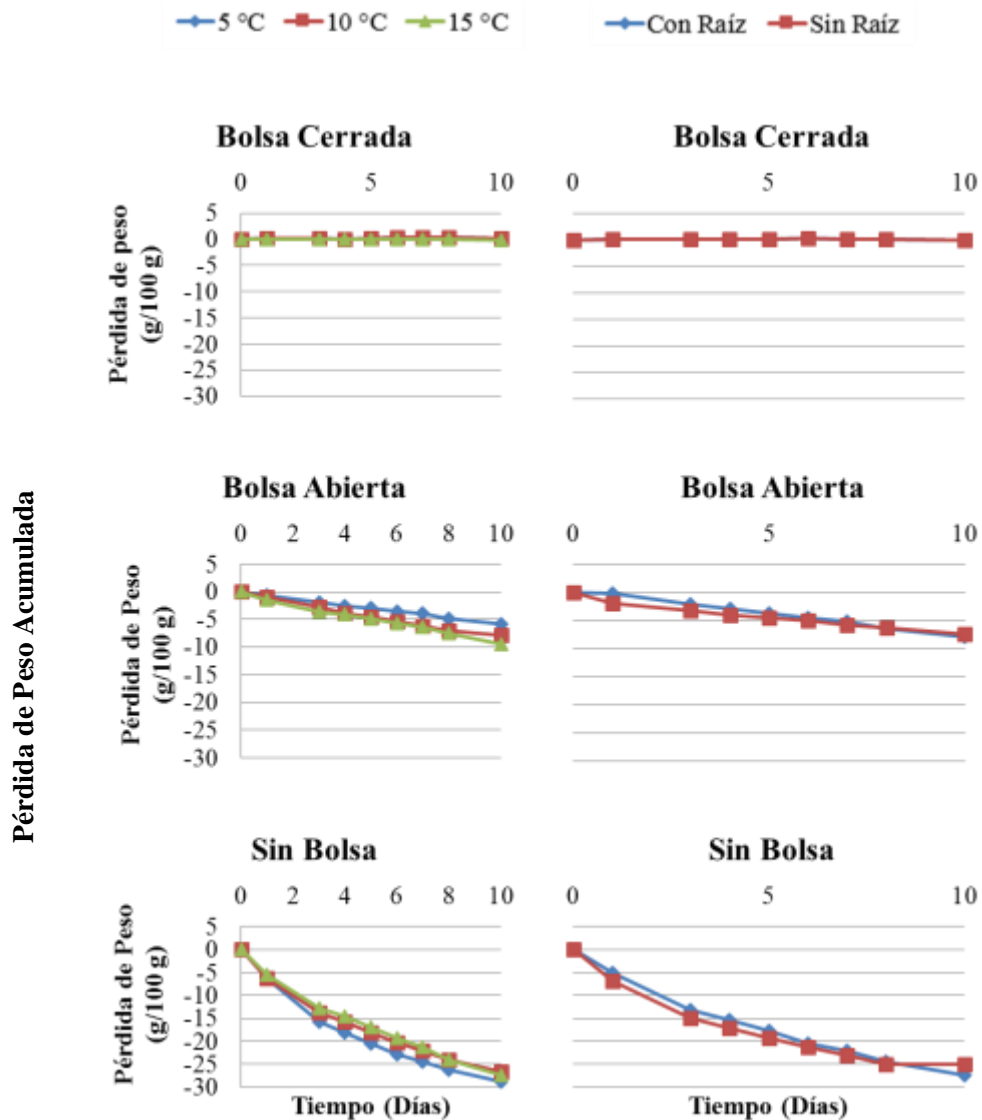 5 °C 10 °C 15 °C Con Raíz Sin Raíz
Bolsa Cerrada
0 5 10
Pérdida de peso
(g/100 g)
5
0
-5
-10
-15
-20
-25
-30
Bolsa Cerrada
0 5 10
Pérdida de Peso Acumulada
Bolsa Abierta
0 2 4 6 8 10
Pérdida de Peso
(g/100 g)
5
0
-5
-10
-15
-20
-25
-30
Bolsa Abierta
0 5 10
Sin Bolsa
0 2 4 6 8 10
Pérdida de Peso
(g/100 g)
5
0
-5
-10
-15
-20
-25
-30
Tiempo (Días)
Sin Bolsa
0 5 10
Tiempo (Días)